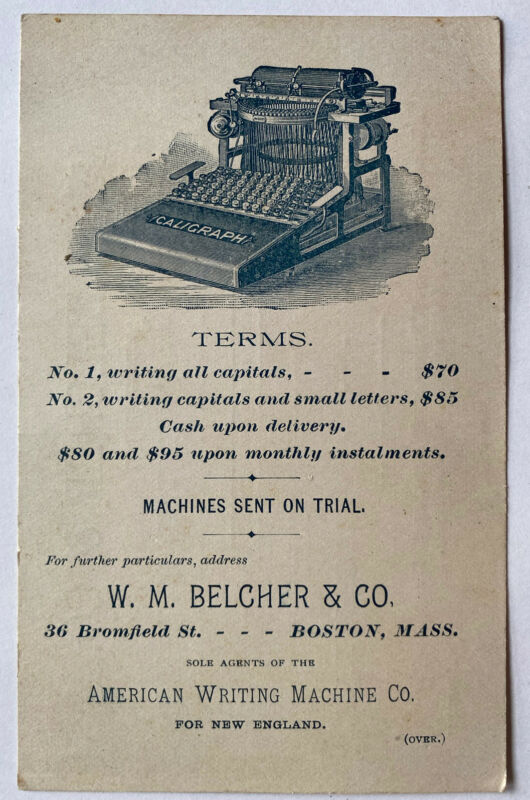 CALIGRAPH
TERMS.
No. 1, writing all capitals, - - - $70
No. 2, writing capitals and small letters, $85
Cash upon delivery.
$80 and $95 upon monthly instalments.
MACHINES SENT ON TRIAL.
For further particulars, address
W. M. BELCHER & CO,
36 Bromfield St. - - - BOSTON, MASS.
SOLE AGENTS OF THE
AMERICAN WRITING MACHINE CO.
FOR NEW ENGLAND.
(OVER.)